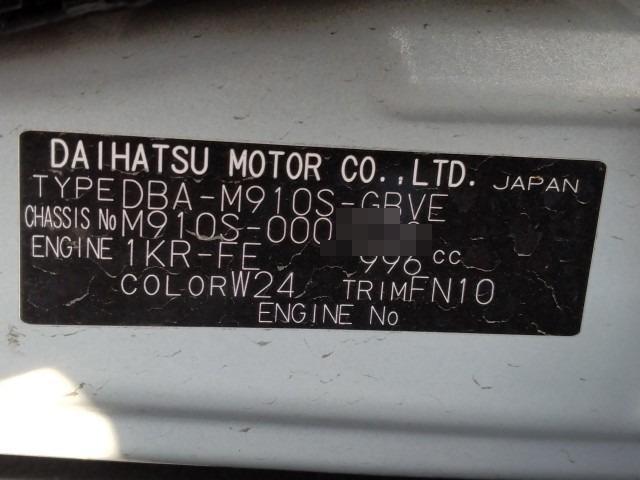 DAIHATSU MOTOR CO.,LTD. JAPAN
TYPE DBA-M910S-GBVE
CHASSIS No M910S-000
ENGINE 1KR-FE 996 cc
COLOR W24 TRIM FN10
ENGINE No